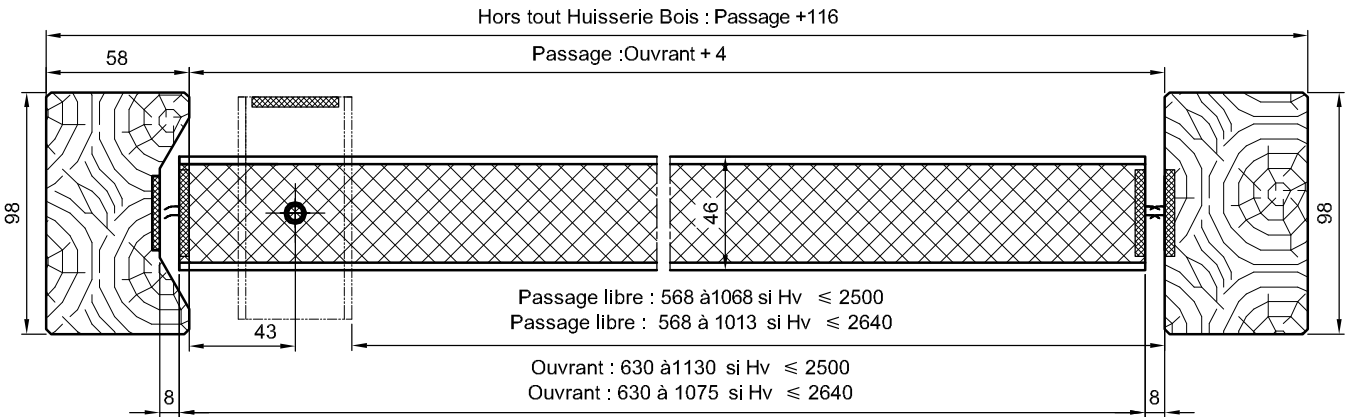 Hors tout Huisserie Bois : Passage +116
58
Passage :Ouvrant + 4
98
46
98
Passage libre : 568 à1068 si Hv ≤ 2500
Passage libre : 568 à 1013 si Hv ≤ 2640
43
Ouvrant : 630 à1130 si Hv ≤ 2500
Ouvrant : 630 à 1075 si Hv ≤ 2640
8
8